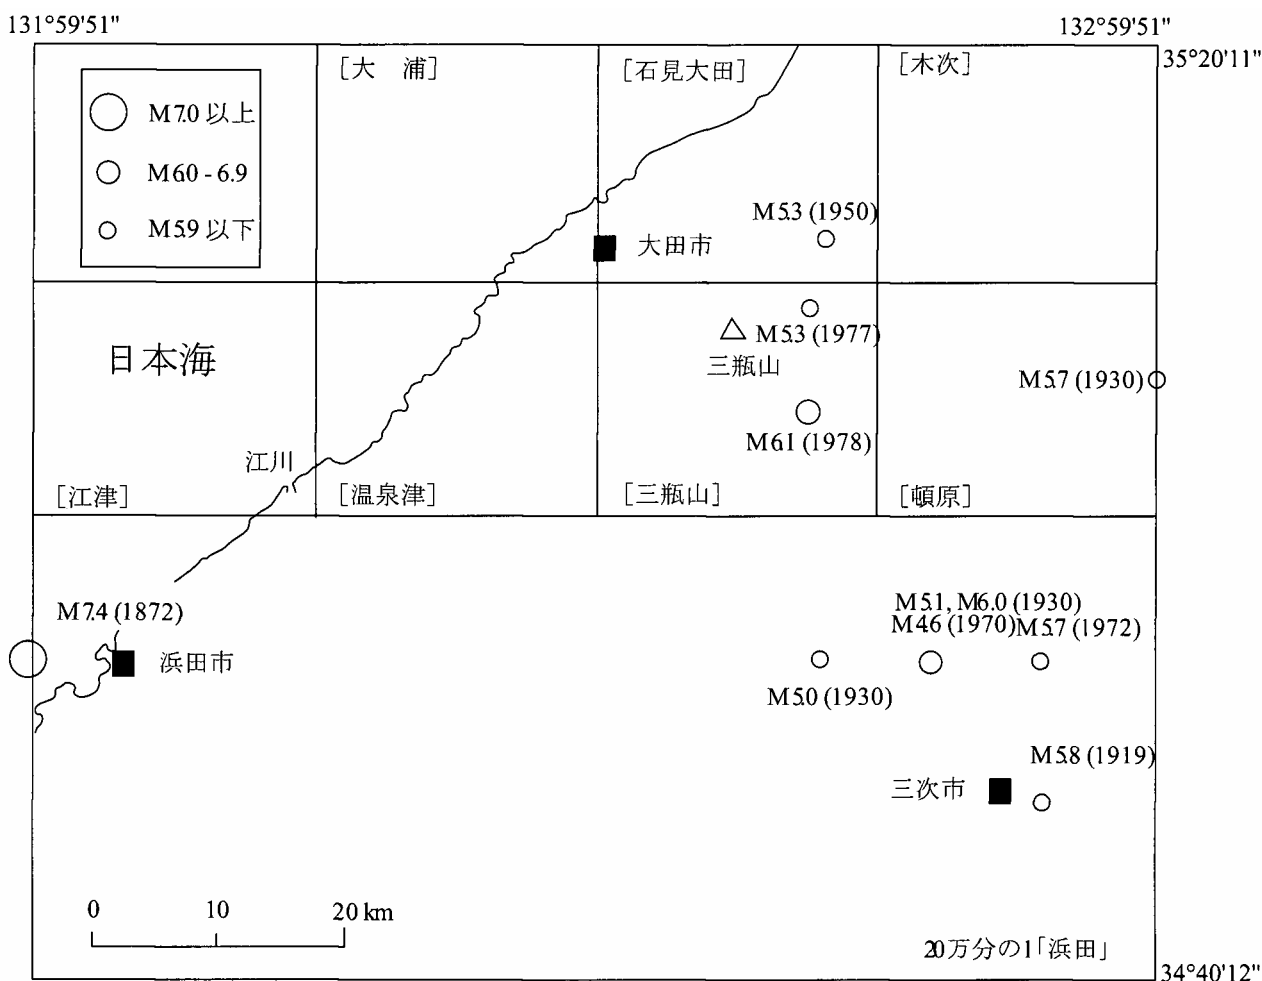 131°59'51"
132°59'51"
35°20'11"
[大 浦]
[石見大田]
[木次]
M7.0 以上
M6.0 - 6.9
M5.9 以下
M5.3 (1950)
大田市
M5.3 (1977)
三瓶山
日本海
M5.7 (1930)
M6.1 (1978)
江川
[江津]
[温泉津]
[三瓶山]
[頓原]
M7.4 (1872)
浜田市
M5.1, M6.0 (1930)
M4.6 (1970)
M5.7 (1972)
M5.0 (1930)
M5.8 (1919)
三次市
0 10 20 km
20万分の1「浜田」
34°40'12"